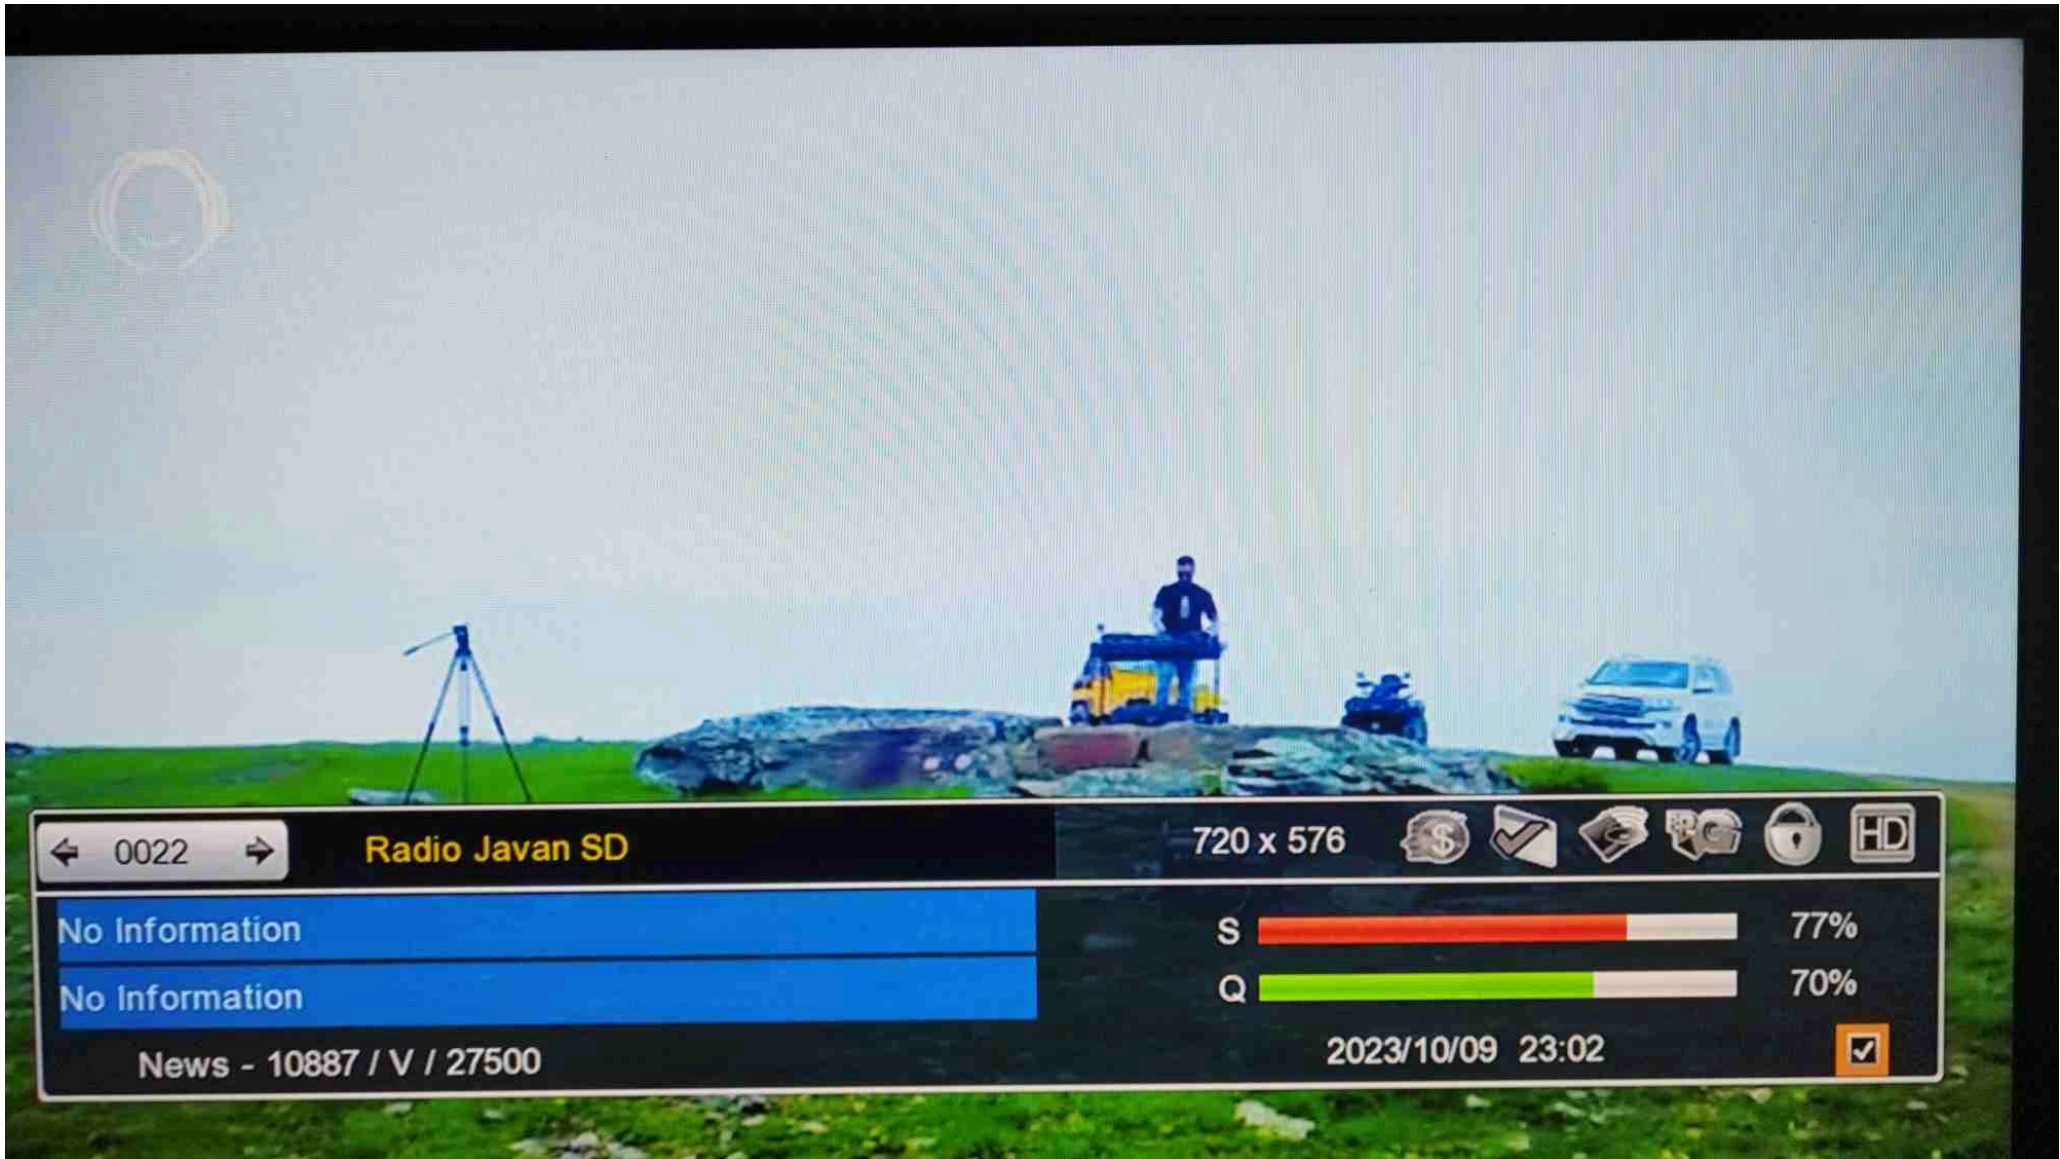 0022
Radio Javan SD
720 x 576
$
HD
No Information
S 77%
No Information
Q 70%
News - 10887 / V / 27500
2023/10/09 23:02